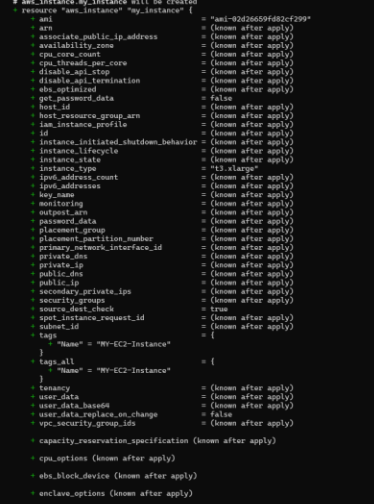 # aws_instance.my_instance will be created
+ resource "aws_instance" "my_instance" {
+ ami = "ami-02d26659fd82cf299"
+ arn = (known after apply)
+ associate_public_ip_address = (known after apply)
+ availability_zone = (known after apply)
+ cpu_core_count = (known after apply)
+ cpu_threads_per_core = (known after apply)
+ disable_api_stop = (known after apply)
+ disable_api_termination = (known after apply)
+ ebs_optimized = (known after apply)
+ get_password_data = false
+ host_id = (known after apply)
+ host_resource_group_arn = (known after apply)
+ iam_instance_profile = (known after apply)
+ id = (known after apply)
+ instance_initiated_shutdown_behavior = (known after apply)
+ instance_lifecycle = (known after apply)
+ instance_state = (known after apply)
+ instance_type = "t3.xlarge"
+ ipv6_address_count = (known after apply)
+ ipv6_addresses = (known after apply)
+ key_name = (known after apply)
+ monitoring = (known after apply)
+ outpost_arn = (known after apply)
+ password_data = (known after apply)
+ placement_group = (known after apply)
+ placement_partition_number = (known after apply)
+ primary_network_interface_id = (known after apply)
+ private_dns = (known after apply)
+ private_ip = (known after apply)
+ public_dns = (known after apply)
+ public_ip = (known after apply)
+ secondary_private_ips = (known after apply)
+ security_groups = (known after apply)
+ source_dest_check = true
+ spot_instance_request_id = (known after apply)
+ subnet_id = (known after apply)
+ tags = {
+ "Name" = "MY-EC2-Instance"
}
+ tags_all = {
+ "Name" = "MY-EC2-Instance"
}
+ tenancy = (known after apply)
+ user_data = (known after apply)
+ user_data_base64 = (known after apply)
+ user_data_replace_on_change = false
+ vpc_security_group_ids = (known after apply)
+ capacity_reservation_specification (known after apply)
+ cpu_options (known after apply)
+ ebs_block_device (known after apply)
+ enclave_options (known after apply)